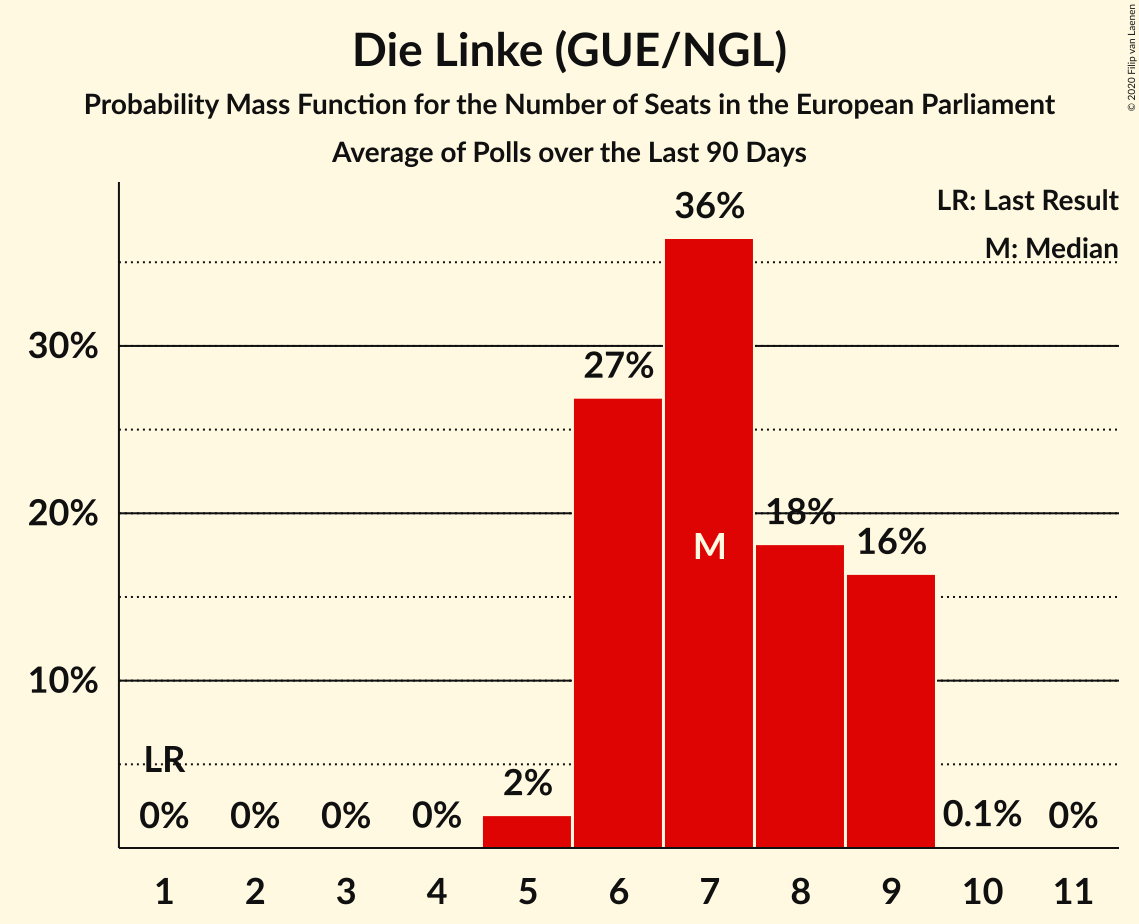 Die Linke (GUE/NGL)
Probability Mass Function for the Number of Seats in the European Parliament
Average of Polls over the Last 90 Days
© 2020 Filip van Laenen
LR: Last Result
M: Median
36%
30%
27%
20%
18%
16%
M
10%
LR
0%
0%
0%
0%
2%
0.1%
0%
1 2 3 4 5 6 7 8 9 10 11